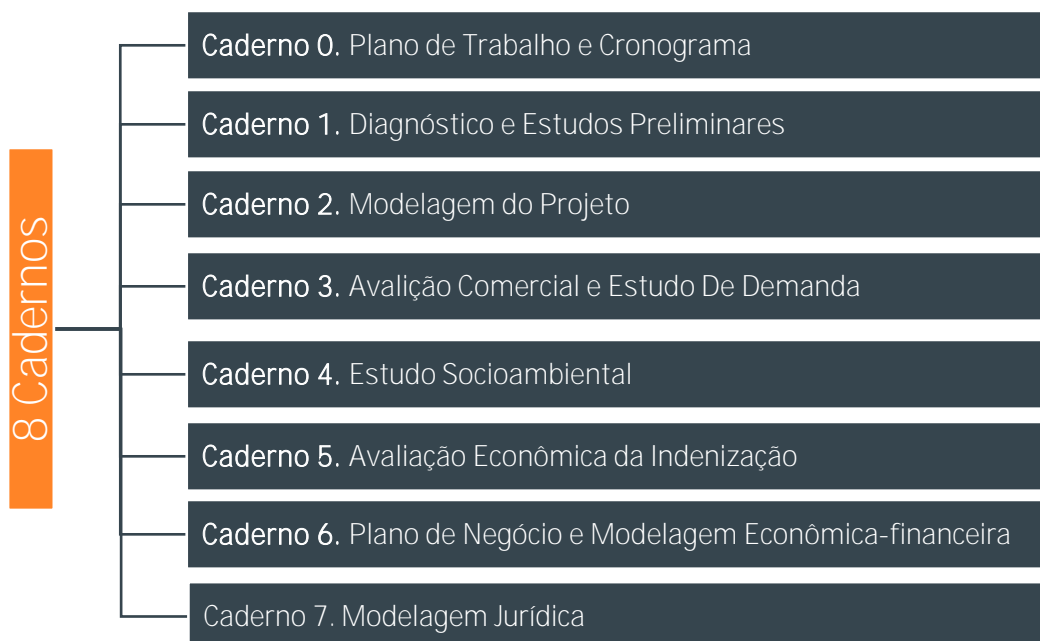 8 Cadernos
Caderno 0. Plano de Trabalho e Cronograma
Caderno 1. Diagnóstico e Estudos Preliminares
Caderno 2. Modelagem do Projeto
Caderno 3. Avalição Comercial e Estudo De Demanda
Caderno 4. Estudo Socioambiental
Caderno 5. Avaliação Econômica da Indenização
Caderno 6. Plano de Negócio e Modelagem Econômica-financeira
Caderno 7. Modelagem Jurídica